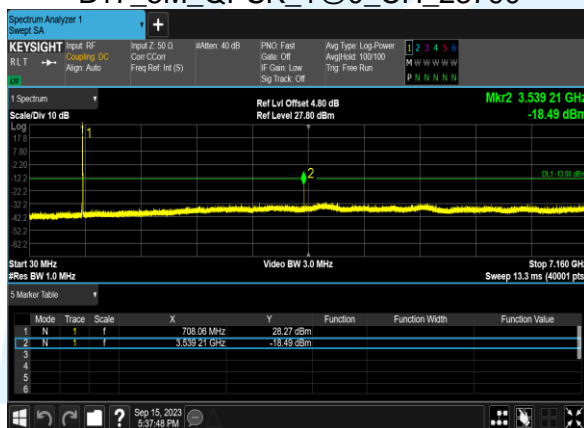 Spectrum Analyzer 1
Swept SA
KEYSIGHT Input: RF Input Z: 50 Ω #Atten: 40 dB PNO: Fast Avg Type: Log-Power 1 2 3 4 5 6
RLT Coupling: DC Corr CCorr Gate: Off Avg|Hold: 100/100 M W W W W W
Align: Auto Freq Ref: Int (S) IF Gain: Low Trig: Free Run
Sig Track: Off P N N N N N
1 Spectrum Ref Lvl Offset 4.80 dB Mkr2 3.539 21 GHz
Scale/Div 10 dB Ref Level 27.80 dBm -18.49 dBm
Log
1
17.8
7.80
-2.20
2
-12.2 DL1 -13.00 dBm
-22.2
-32.2
-42.2
-52.2
-62.2
Start 30 MHz Video BW 3.0 MHz Stop 7.160 GHz
#Res BW 1.0 MHz Sweep 13.3 ms (40001 pts)
5 Marker Table
Mode Trace Scale X Y Function Function Width Function Value
1 N 1 f 708.06 MHz 28.27 dBm
2 N 1 f 3.539 21 GHz -18.49 dBm
3
4
5
6
? Sep 15, 2023
5:37:48 PM